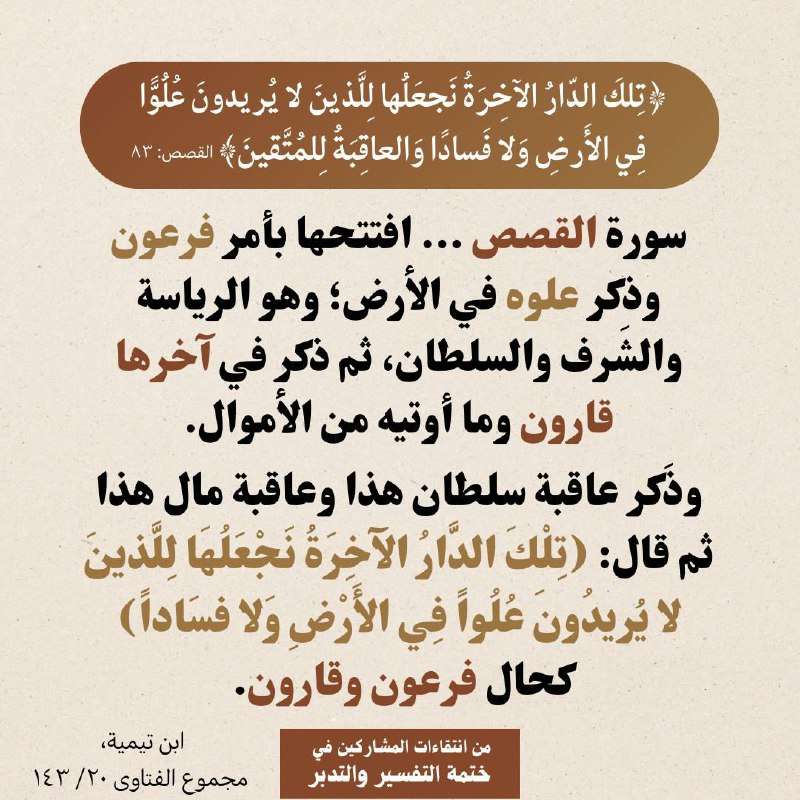 ﴿تِلكَ الدّارُ الآخِرَةُ نَجعَلُها لِلَّذينَ لا يُريدونَ عُلُوًّا
فِي الأَرضِ وَلا فَسادًا وَالعاقِبَةُ لِلمُتَّقينَ﴾ القصص: ٨٣
سورة القصص ... افتتحها بأمر فرعون
وذكر علوه في الأرض؛ وهو الرياسة
والشَرف والسلطان، ثم ذكر في آخرها
قارون وما أوتيه من الأموال.
وذَكر عاقبة سلطان هذا وعاقبة مال هذا
ثم قال: (تِلْكَ الدَّارُ الآخِرَةُ نَجْعَلُهَا لِلَّذينَ
لا يُريدُونَ عُلُواً فِي الأَرْضِ وَلا فسَاداً)
كحال فرعون وقارون.
من انتقاءات المشاركين في
ختمة التفسير والتدبر
ابن تيمية،
مجموع الفتاوى ٢٠/ ١٤٣